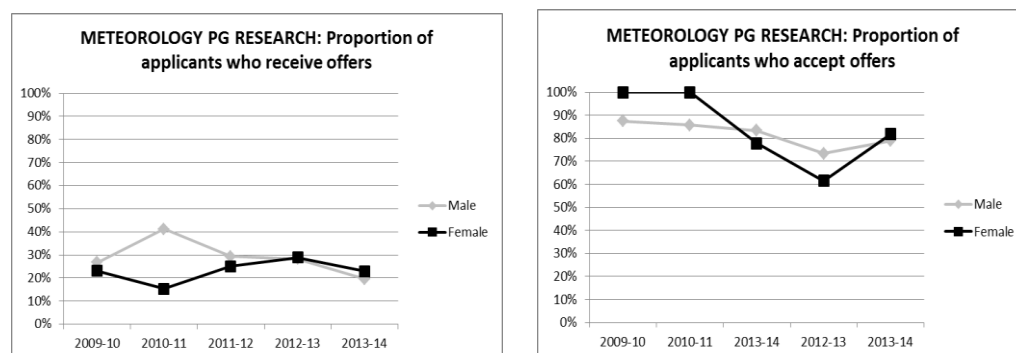 METEOROLOGY PG RESEARCH: Proportion of
applicants who receive offers
100%
90%
80%
70%
60%
50%
40%
30%
20%
10%
0%
2009-10 2010-11 2011-12 2012-13 2013-14
Male
Female
METEOROLOGY PG RESEARCH: Proportion of
applicants who accept offers
100%
90%
80%
70%
60%
50%
40%
30%
20%
10%
0%
2009-10 2010-11 2013-14 2012-13 2013-14
Male
Female